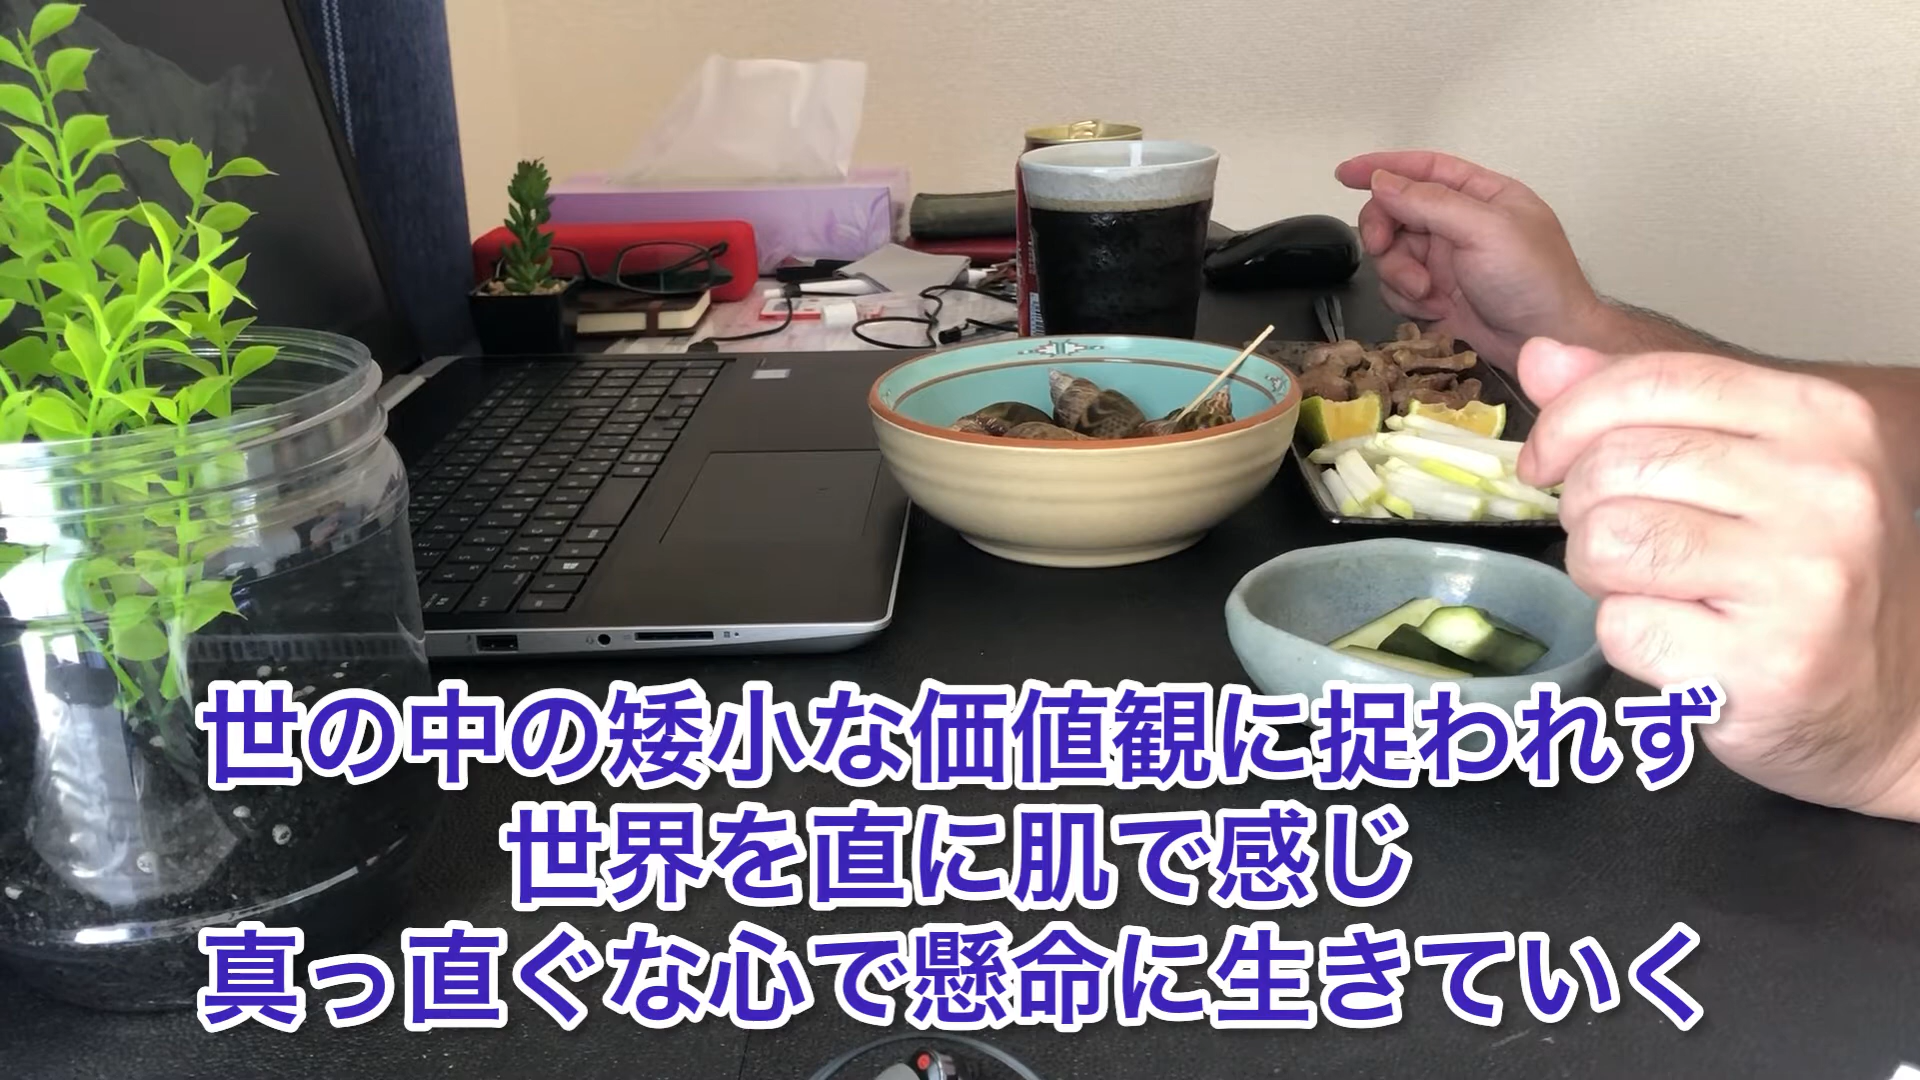 世の中の矮小な価値観に捉われず
世界を直に肌で感じ
真っ直ぐな心で懸命に生きていく